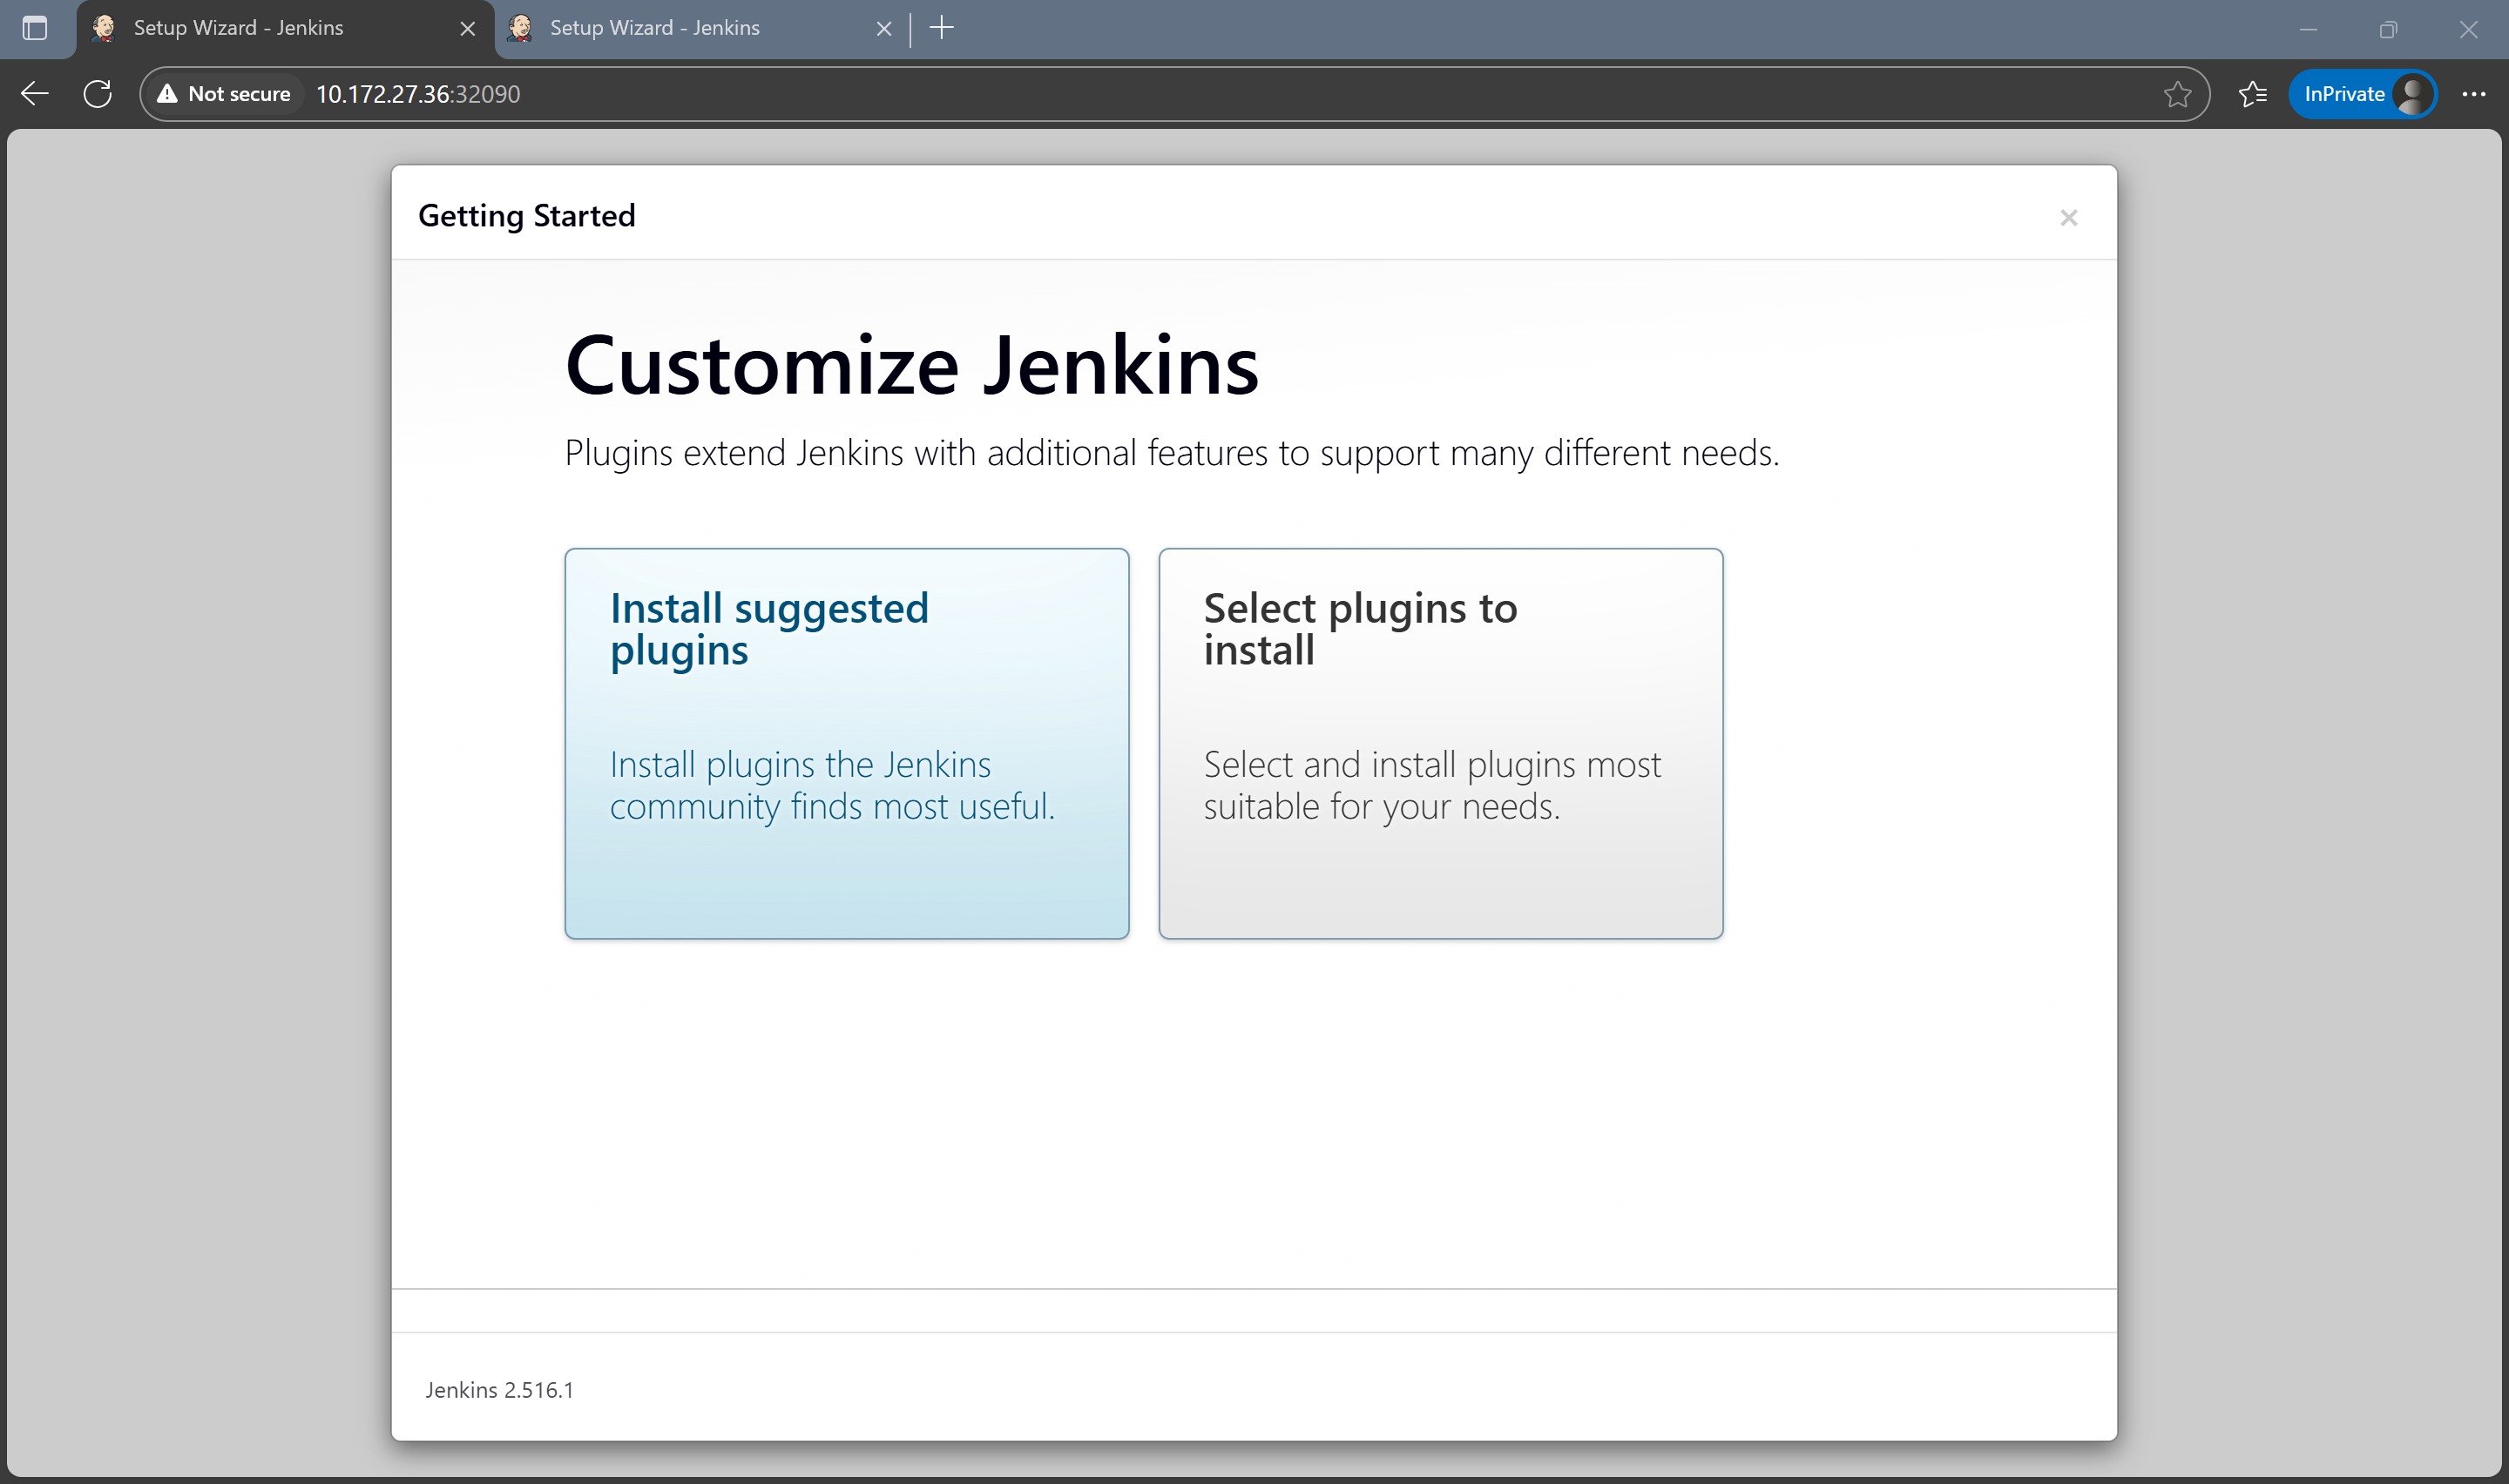 Setup Wizard - Jenkins
Setup Wizard - Jenkins
Not secure
10.172.27.36:32090
InPrivate
Getting Started
Customize Jenkins
Plugins extend Jenkins with additional features to support many different needs.
Install suggested
plugins
Install plugins the Jenkins
community finds most useful.
Select plugins to
install
Select and install plugins most
suitable for your needs.
Jenkins 2.516.1